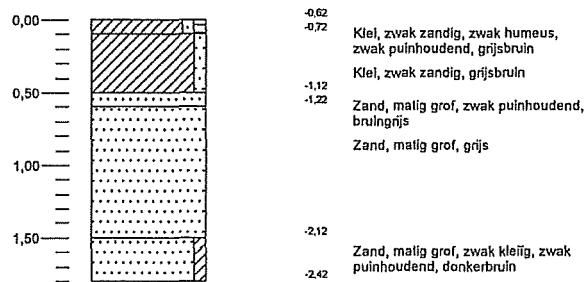 0,00
-0,62
-0,72
Klei, zwak zandig, zwak humeus,
zwak puinhoudend, grijsbruin
Klei, zwak zandig, grijsbruin
-1,12
0,50
-1,22
Zand, matig grof, zwak puinhoudend,
bruingrijs
Zand, matig grof, grijs
1,00
-2,12
1,50
Zand, matig grof, zwak kleiïg, zwak
puinhoudend, donkerbruin
-2,42